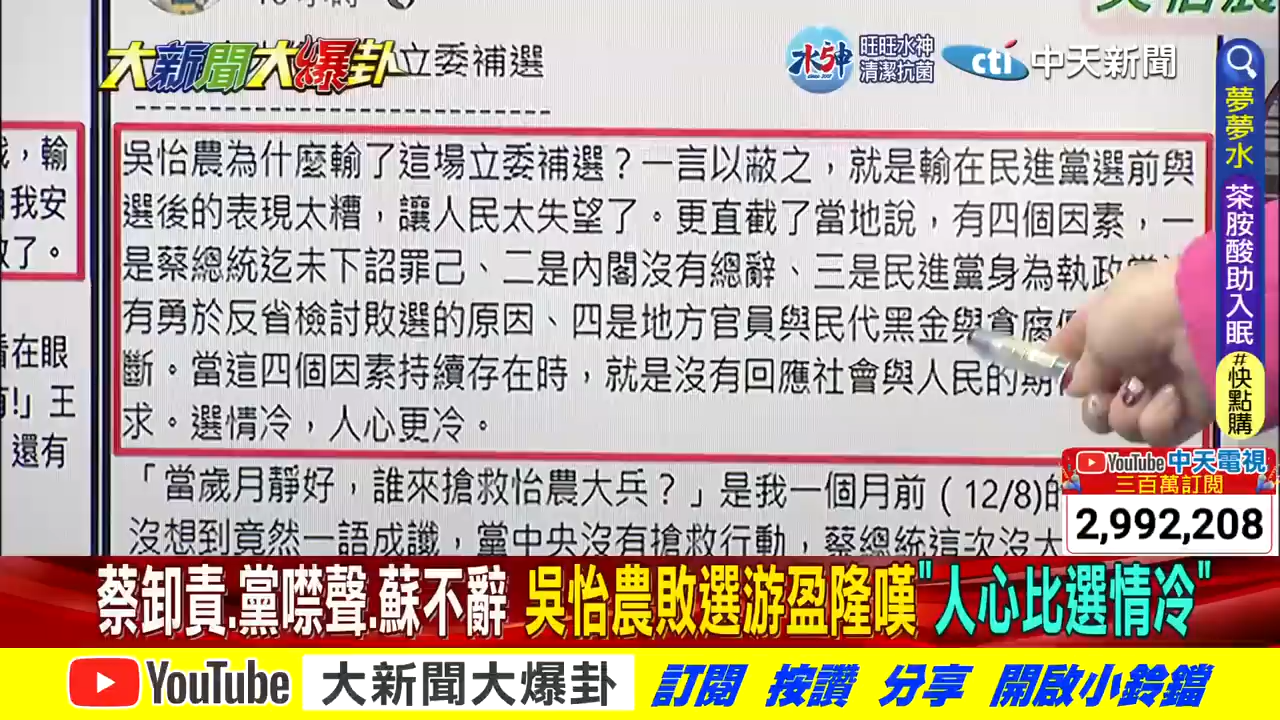 大新聞大爆卦
立委補選
水神
旺旺水神
清潔抗菌
cti 中天新聞
夢夢水
茶胺酸助入眠
#快點購
輸
我安
了。
在眼
!」王
還有
吳怡農為什麼輸了這場立委補選?一言以蔽之,就是輸在民進黨選前與
選後的表現太糟,讓人民太失望了。更直截了當地說,有四個因素,一
是蔡總統迄未下詔罪己、二是內閣沒有總辭、三是民進黨身為執政
有勇於反省檢討敗選的原因、四是地方官員與民代黑金與貪腐
斷。當這四個因素持續存在時,就是沒有回應社會與人民的期
求。選情冷,人心更冷。
「當歲月靜好,誰來搶救怡農大兵?」是我一個月前(12/8)的
沒想到竟然一語成讖,黨中央沒有搶救行動,蔡總統這次沒
YouTube 中天電視
三百萬訂閱
2,992,208
蔡卸責.黨噤聲.蘇不辭 吳怡農敗選游盈隆嘆"人心比選情冷"
YouTube 大新聞大爆卦 訂閱 按讚 分享 開啟小鈴鐺